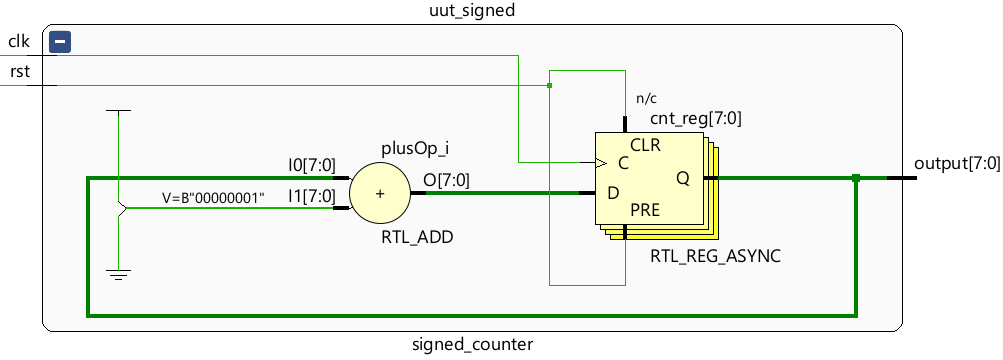 uut_signed
clk
rst
n/c
cnt_reg[7:0]
plusOp_i
CLR
I0[7:0]
C
output[7:0]
O[7:0]
Q
V=B"00000001"
I1[7:0]
+
D
PRE
RTL_ADD
RTL_REG_ASYNC
signed_counter